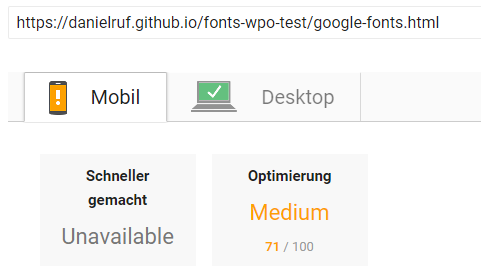 https://danielruf.github.io/fonts-wpo-test/google-fonts.html
Mobil
Desktop
Schneller
gemacht
Unavailable
Optimierung
Medium
71 / 100